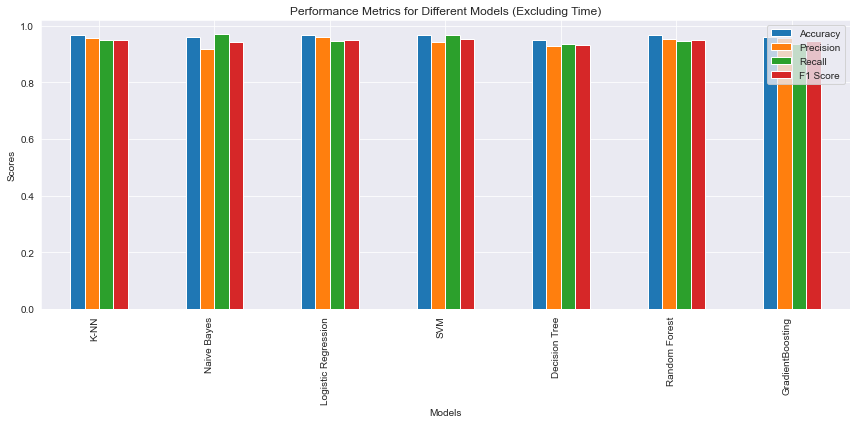 Performance Metrics for Different Models (Excluding Time)
1.0
0.8
0.6
0.4
0.2
0.0
Scores
Accuracy
Precision
Recall
F1 Score
K-NN
Naive Bayes
Logistic Regression
SVM
Decision Tree
Random Forest
GradientBoosting
Models